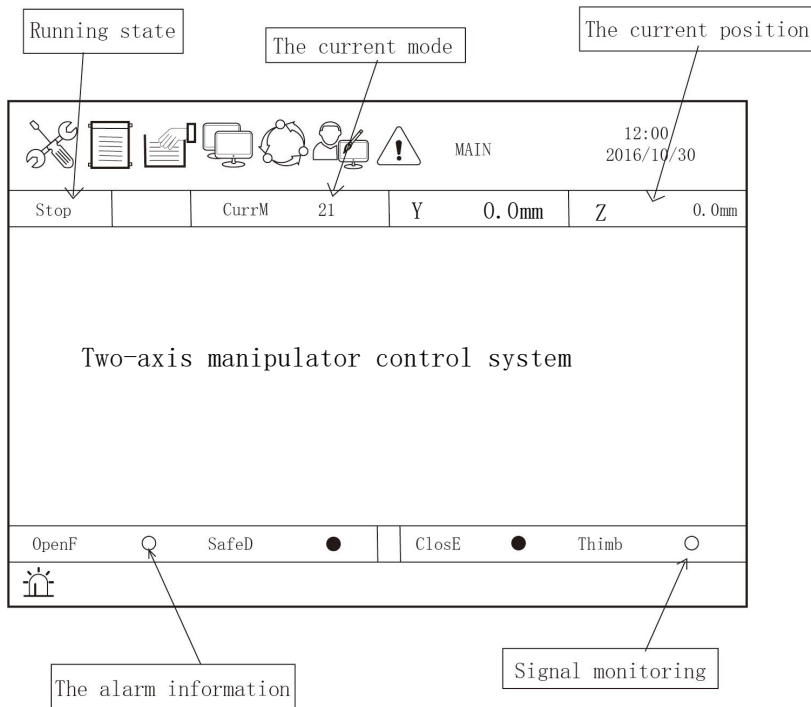 Running state
The current mode
The current position
MAIN
12:00
2016/10/30
Stop CurrM 21 Y 0.0mm Z 0.0mm
Two-axis manipulator control system
OpenF SafeD ClosE Thimb
The alarm information
Signal monitoring